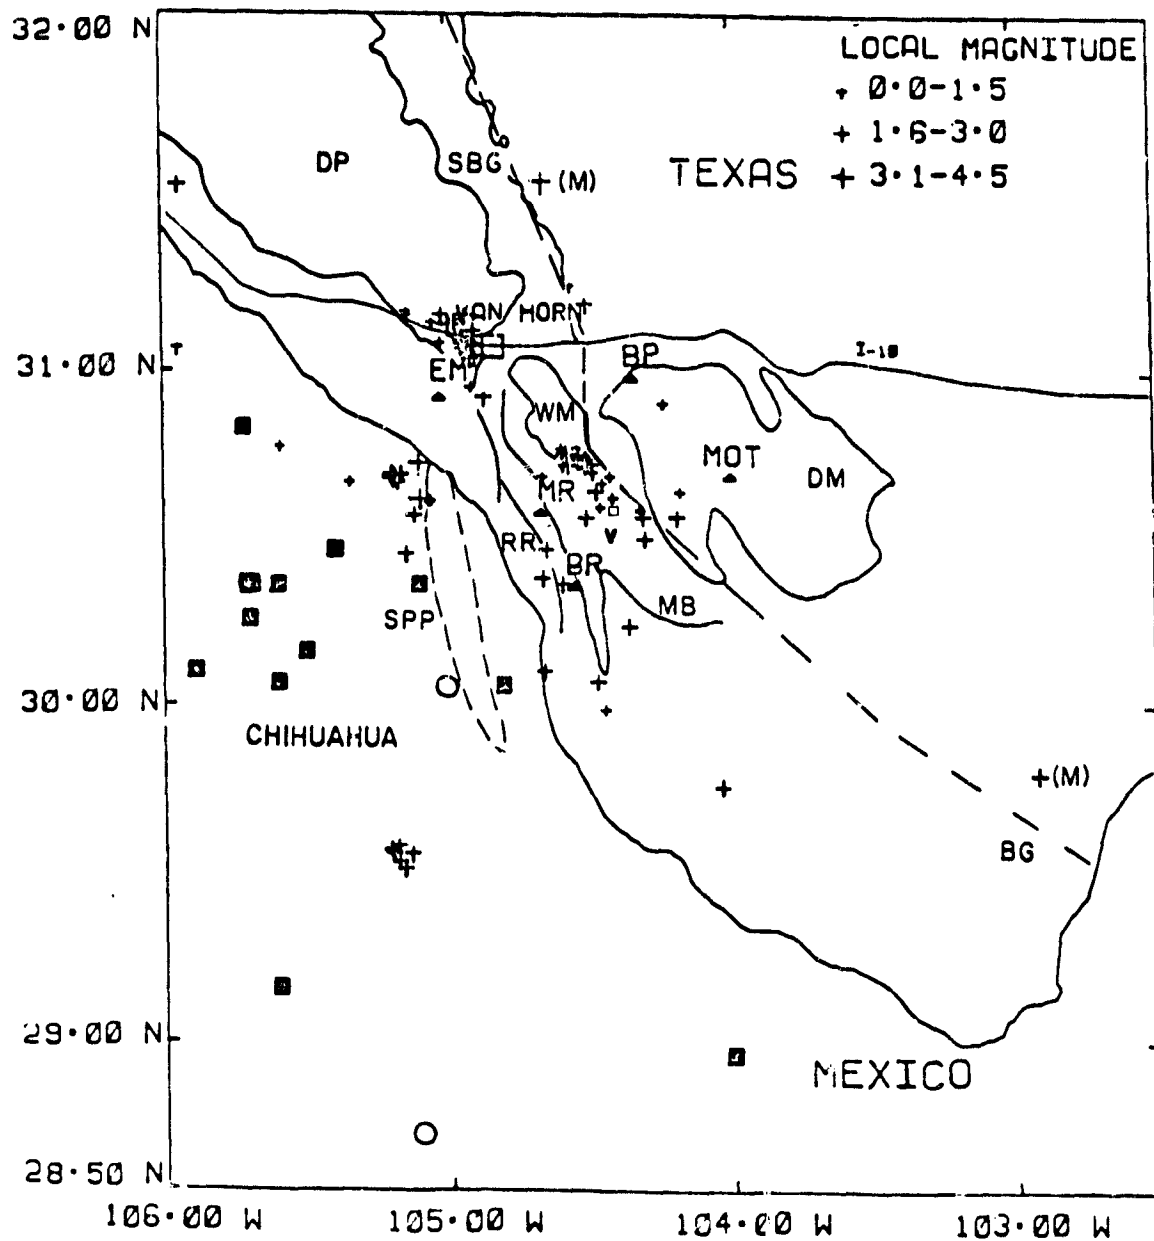 32·00 N
LOCAL MAGNITUDE
+ 0·0-1·5
+ 1·6-3·0
TEXAS + 3·1-4·5
DP
SBG
+(M)
VAN HORN
31·00 N
EM
BP
I-10
WM
MOT
DM
MR
V
RR
BR
MB
SPP
30·00 N
CHIHUAHUA
+(M)
BG
29·00 N
MEXICO
28·50 N
106·00 W
105·00 W
104·00 W
103·00 W